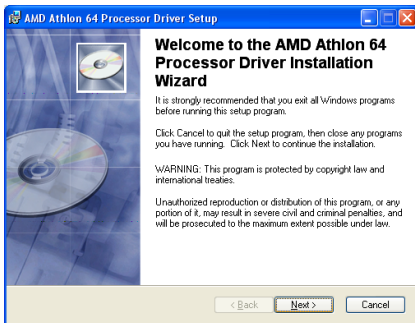 AMD Athlon 64 Processor Driver Setup
Welcome to the AMD Athlon 64
Processor Driver Installation
Wizard
It is strongly recommended that you exit all Windows programs
before running this setup program.
Click Cancel to quit the setup program, then close any programs
you have running. Click Next to continue the installation.
WARNING: This program is protected by copyright law and
international treaties.
Unauthorized reproduction or distribution of this program, or any
portion of it, may result in severe civil and criminal penalties, and
will be prosecuted to the maximum extent possible under law.
< Back Next > Cancel